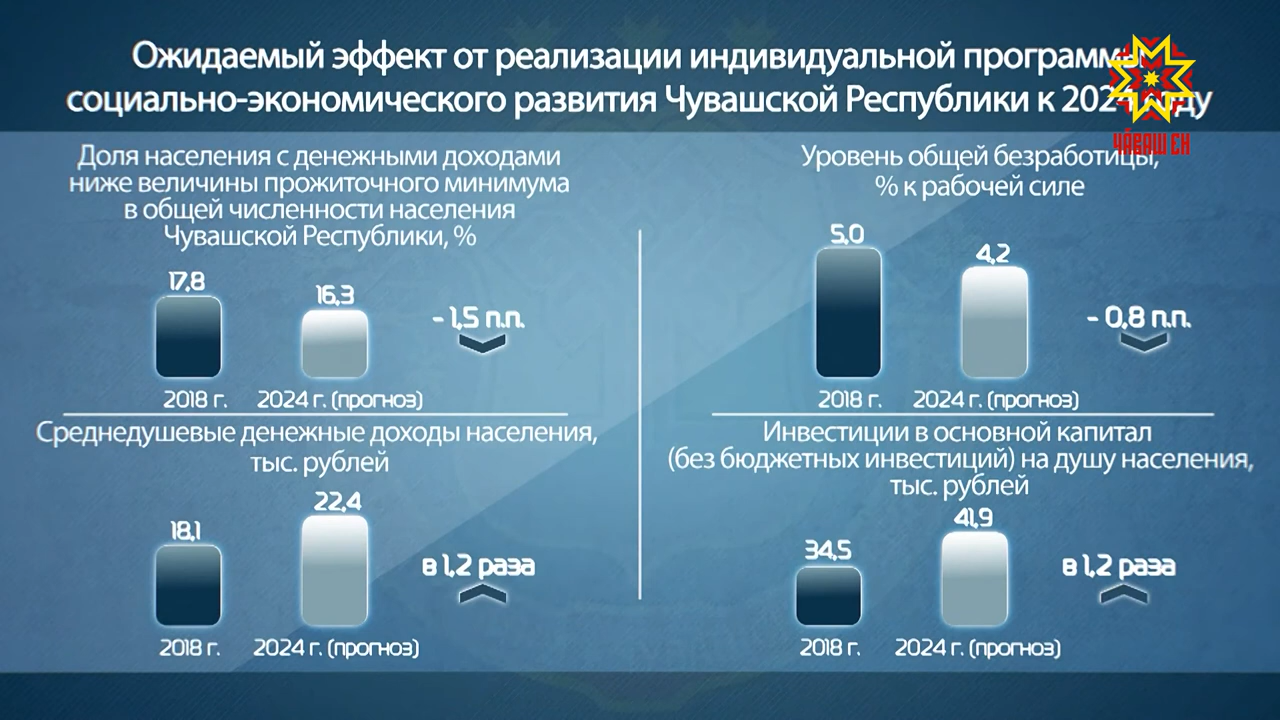 Ожидаемый эффект от реализации индивидуальной программы
социально-экономического развития Чувашской Республики к 2024 году
ЧӐВАШ ЕН
Доля населения с денежными доходами
ниже величины прожиточного минимума
в общей численности населения
Чувашской Республики, %
17,8
16,3
- 1,5 п.п.
2018 г.
2024 г. (прогноз)
Уровень общей безработицы,
% к рабочей силе
5,0
4,2
- 0,8 п.п.
2018 г.
2024 г. (прогноз)
Среднедушевые денежные доходы населения,
тыс. рублей
18,1
22,4
в 1,2 раза
2018 г.
2024 г. (прогноз)
Инвестиции в основной капитал
(без бюджетных инвестиций) на душу населения,
тыс. рублей
34,5
41,9
в 1,2 раза
2018 г.
2024 г. (прогноз)